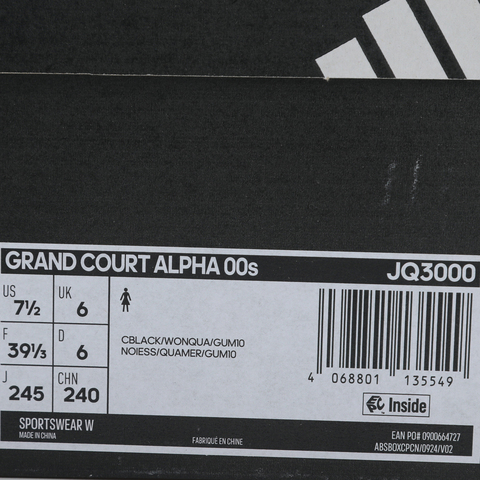 GRAND COURT ALPHA 00s JQ3000
US 7½ UK 6
F 39⅓ D 6
J 245 CHN 240
CBLACK/WONQUA/GUM10
NOIESS/QUAMER/GUM10
4 068801 135549
Inside
SPORTSWEAR W
MADE IN CHINA
FABRIQUÉ EN CHINE
EAN PO# 0900664727
ABSBOXCPCN/0924/V02